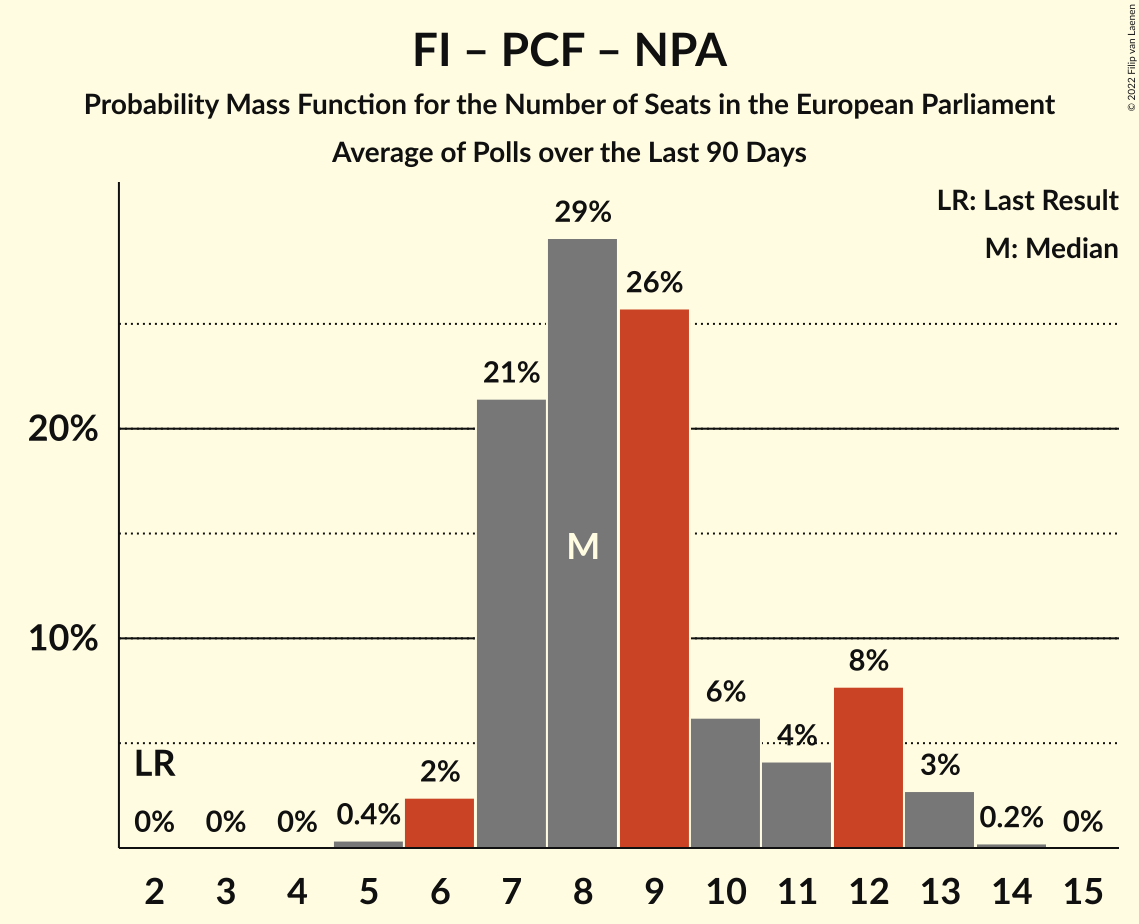 FI – PCF – NPA
Probability Mass Function for the Number of Seats in the European Parliament
Average of Polls over the Last 90 Days
© 2022 Filip van Laenen
LR: Last Result
M: Median
29%
26%
21%
20%
M
10%
8%
6%
4%
LR
2%
3%
0% 0% 0% 0.4% 0.2% 0%
2 3 4 5 6 7 8 9 10 11 12 13 14 15